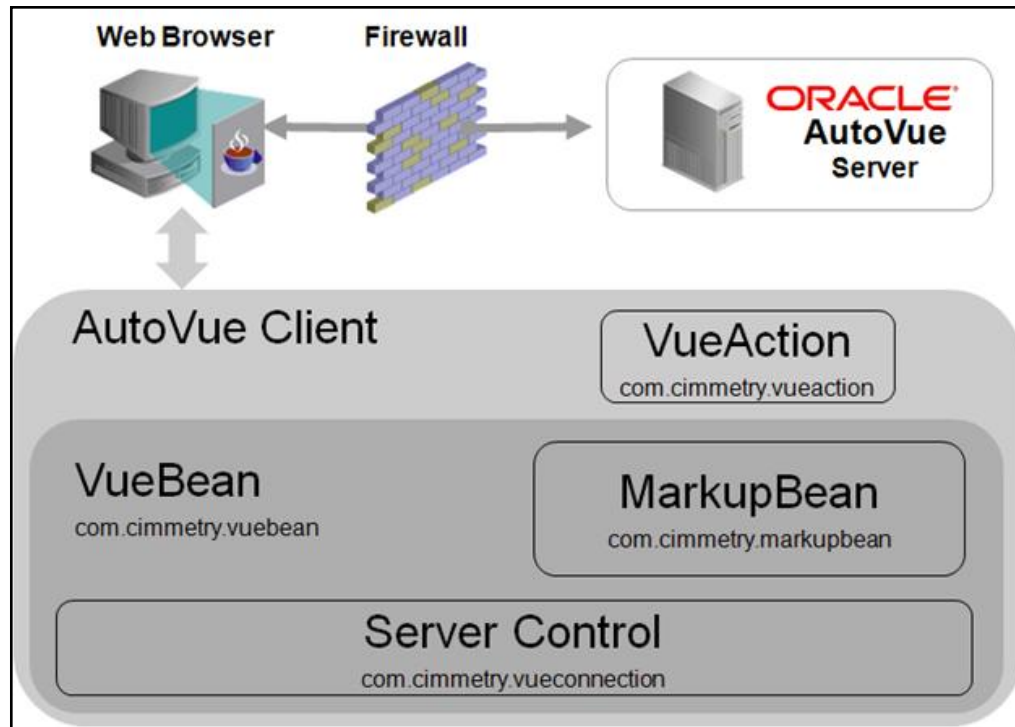 Web Browser
Firewall
ORACLE
AutoVue
Server
AutoVue Client
VueAction
com.cimmetry.vueaction
VueBean
com.cimmetry.vuebean
MarkupBean
com.cimmetry.markupbean
Server Control
com.cimmetry.vueconnection